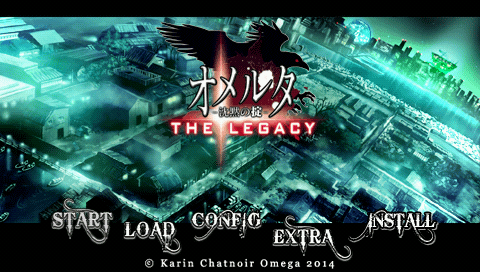 オメルタ
～沈黙の掟～
THE LEGACY
START
LOAD
CONFIG
EXTRA
INSTALL
© Karin Chatnoir Omega 2014